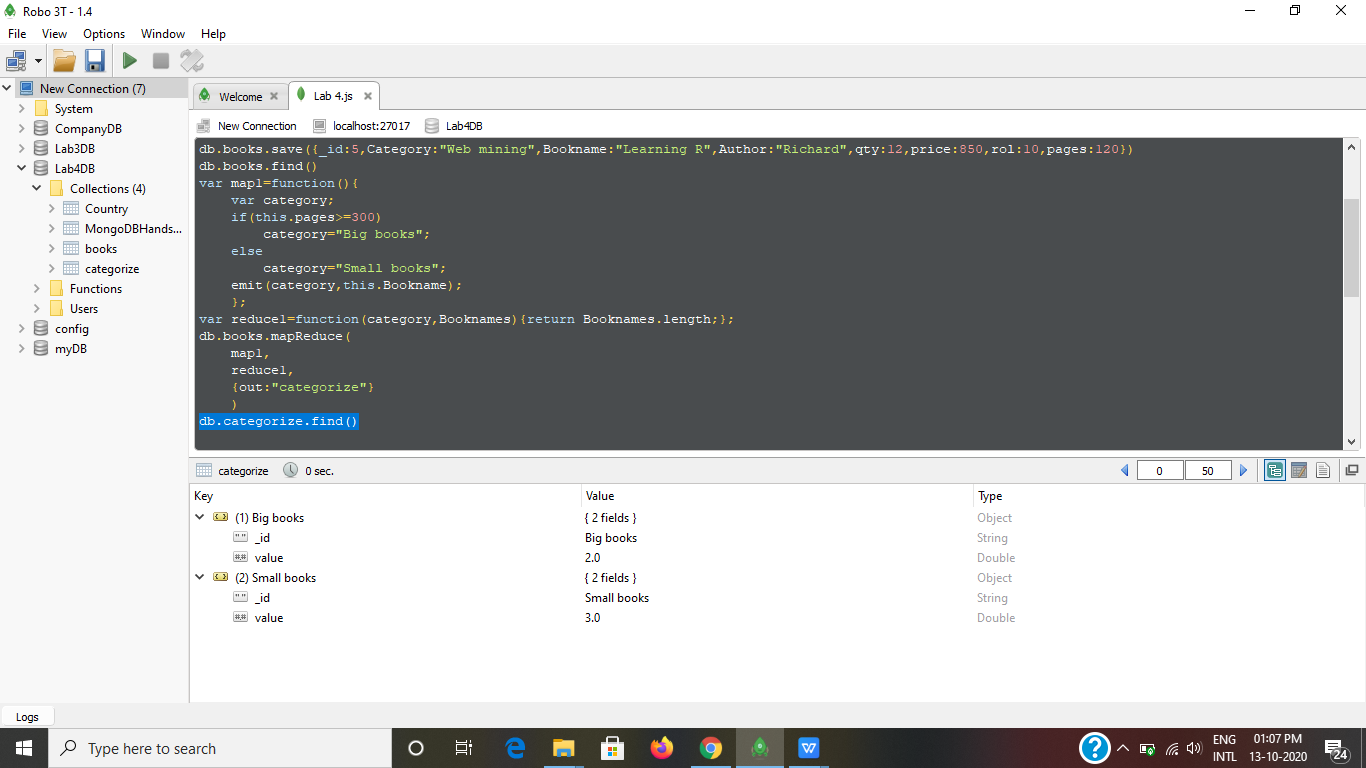 Robo 3T - 1.4
File View Options Window Help
New Connection (7)
System
CompanyDB
Lab3DB
Lab4DB
Collections (4)
Country
MongoDBHands...
books
categorize
Functions
Users
config
myDB
Welcome
Lab 4.js
New Connection localhost:27017 Lab4DB
db.books.save({_id:5,Category:"Web mining",Bookname:"Learning R",Author:"Richard",qty:12,price:850,rol:10,pages:120})
db.books.find()
var map1=function(){
var category;
if(this.pages>=300)
category="Big books";
else
category="Small books";
emit(category,this.Bookname);
};
var reduce1=function(category,Booknames){return Booknames.length;};
db.books.mapReduce(
map1,
reduce1,
{out:"categorize"}
)
db.categorize.find()
categorize 0 sec. 0 50
Key Value Type
(1) Big books { 2 fields } Object
_id Big books String
value 2.0 Double
(2) Small books { 2 fields } Object
_id Small books String
value 3.0 Double
Logs
Type here to search
ENG
INTL
01:07 PM
13-10-2020
24